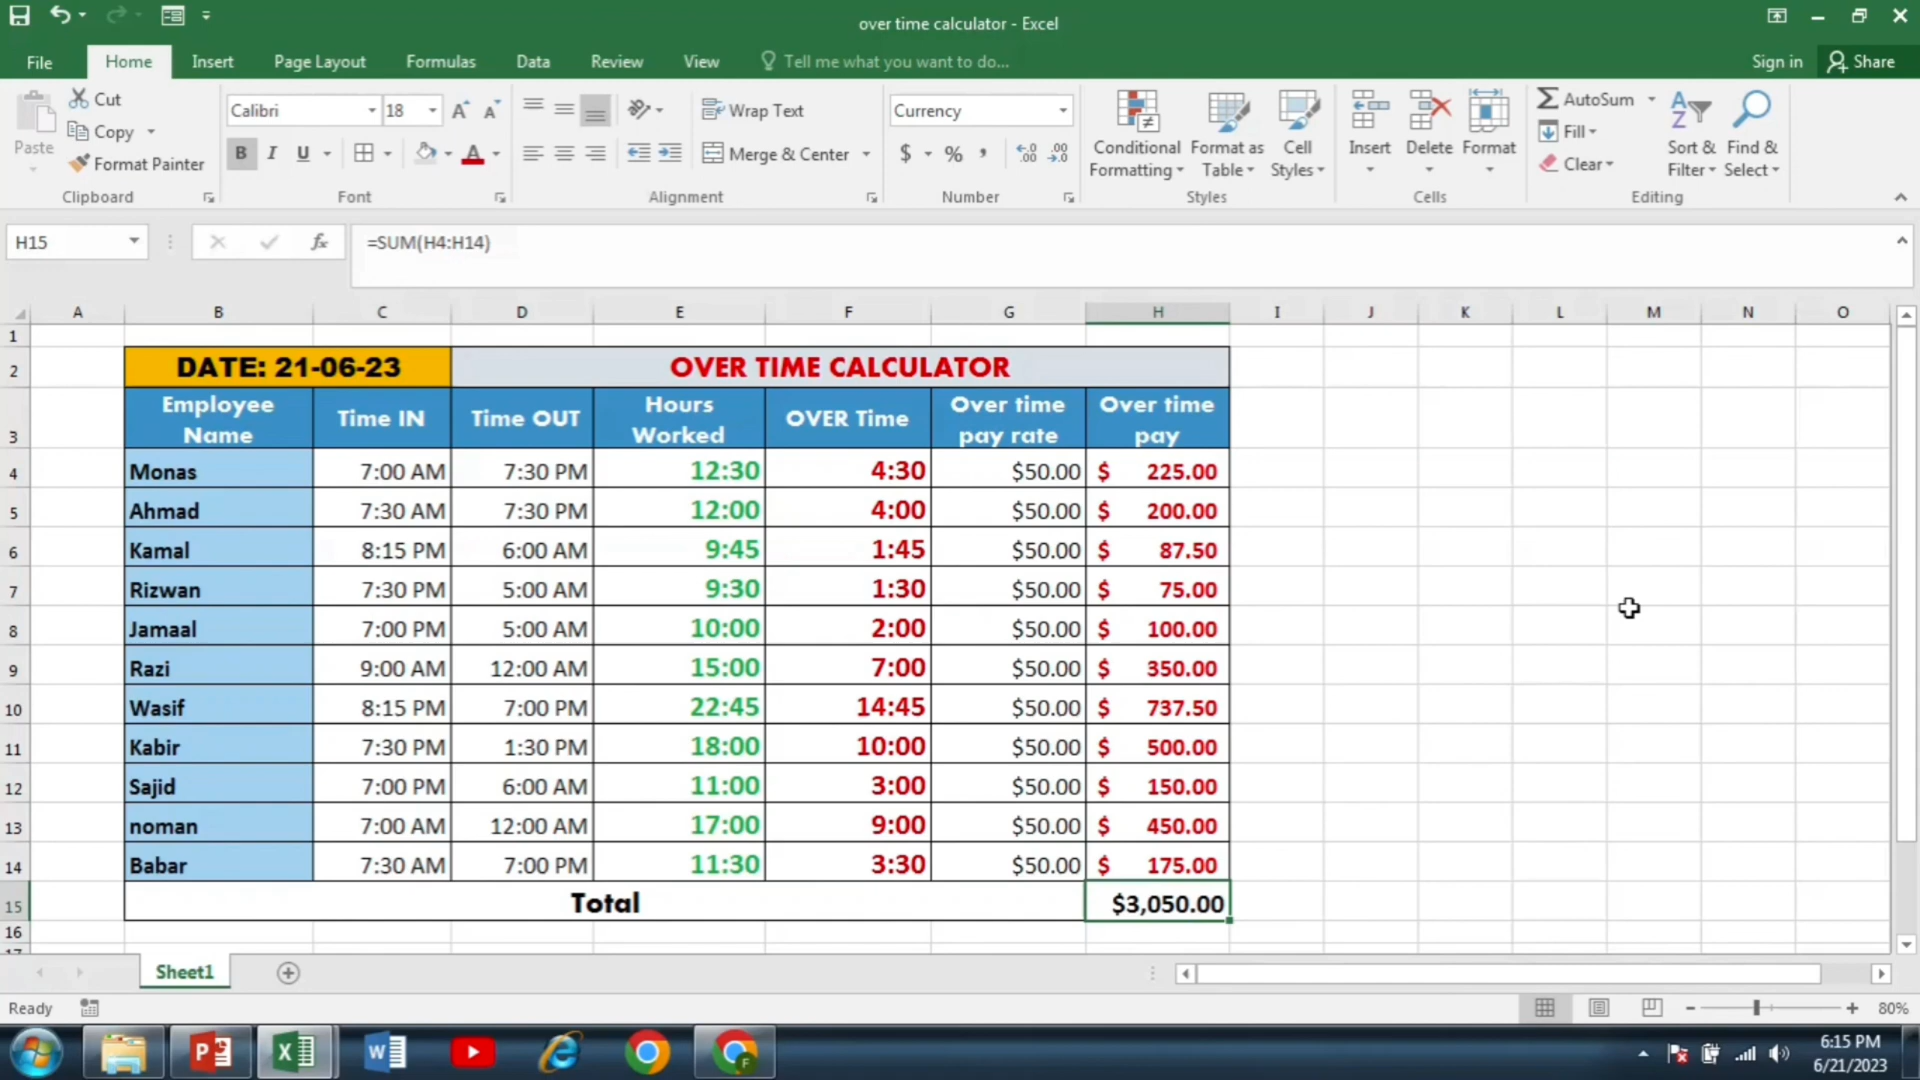 over time calculator - Excel
File Home Insert Page Layout Formulas Data Review View Tell me what you want to do... Sign in Share
Paste
Cut
Copy
Format Painter
Calibri 18
B I U
Wrap Text
Merge & Center
Currency
$ % ,
Conditional Formatting
Format as Table
Cell Styles
Insert
Delete
Format
AutoSum
Fill
Clear
Sort & Filter
Find & Select
Clipboard Font Alignment Number Styles Cells Editing
H15 fx =SUM(H4:H14)
A B C D E F G H I J K L M N O
1
2 DATE: 21-06-23 OVER TIME CALCULATOR
3 Employee Name Time IN Time OUT Hours Worked OVER Time Over time pay rate Over time pay
4 Monas 7:00 AM 7:30 PM 12:30 4:30 $50.00 $ 225.00
5 Ahmad 7:30 AM 7:30 PM 12:00 4:00 $50.00 $ 200.00
6 Kamal 8:15 PM 6:00 AM 9:45 1:45 $50.00 $ 87.50
7 Rizwan 7:30 PM 5:00 AM 9:30 1:30 $50.00 $ 75.00
8 Jamaal 7:00 PM 5:00 AM 10:00 2:00 $50.00 $ 100.00
9 Razi 9:00 AM 12:00 AM 15:00 7:00 $50.00 $ 350.00
10 Wasif 8:15 PM 7:00 PM 22:45 14:45 $50.00 $ 737.50
11 Kabir 7:30 PM 1:30 PM 18:00 10:00 $50.00 $ 500.00
12 Sajid 7:00 PM 6:00 AM 11:00 3:00 $50.00 $ 150.00
13 noman 7:00 AM 12:00 AM 17:00 9:00 $50.00 $ 450.00
14 Babar 7:30 AM 7:00 PM 11:30 3:30 $50.00 $ 175.00
15 Total $3,050.00
16
Sheet1
Ready 80%
6:15 PM
6/21/2023